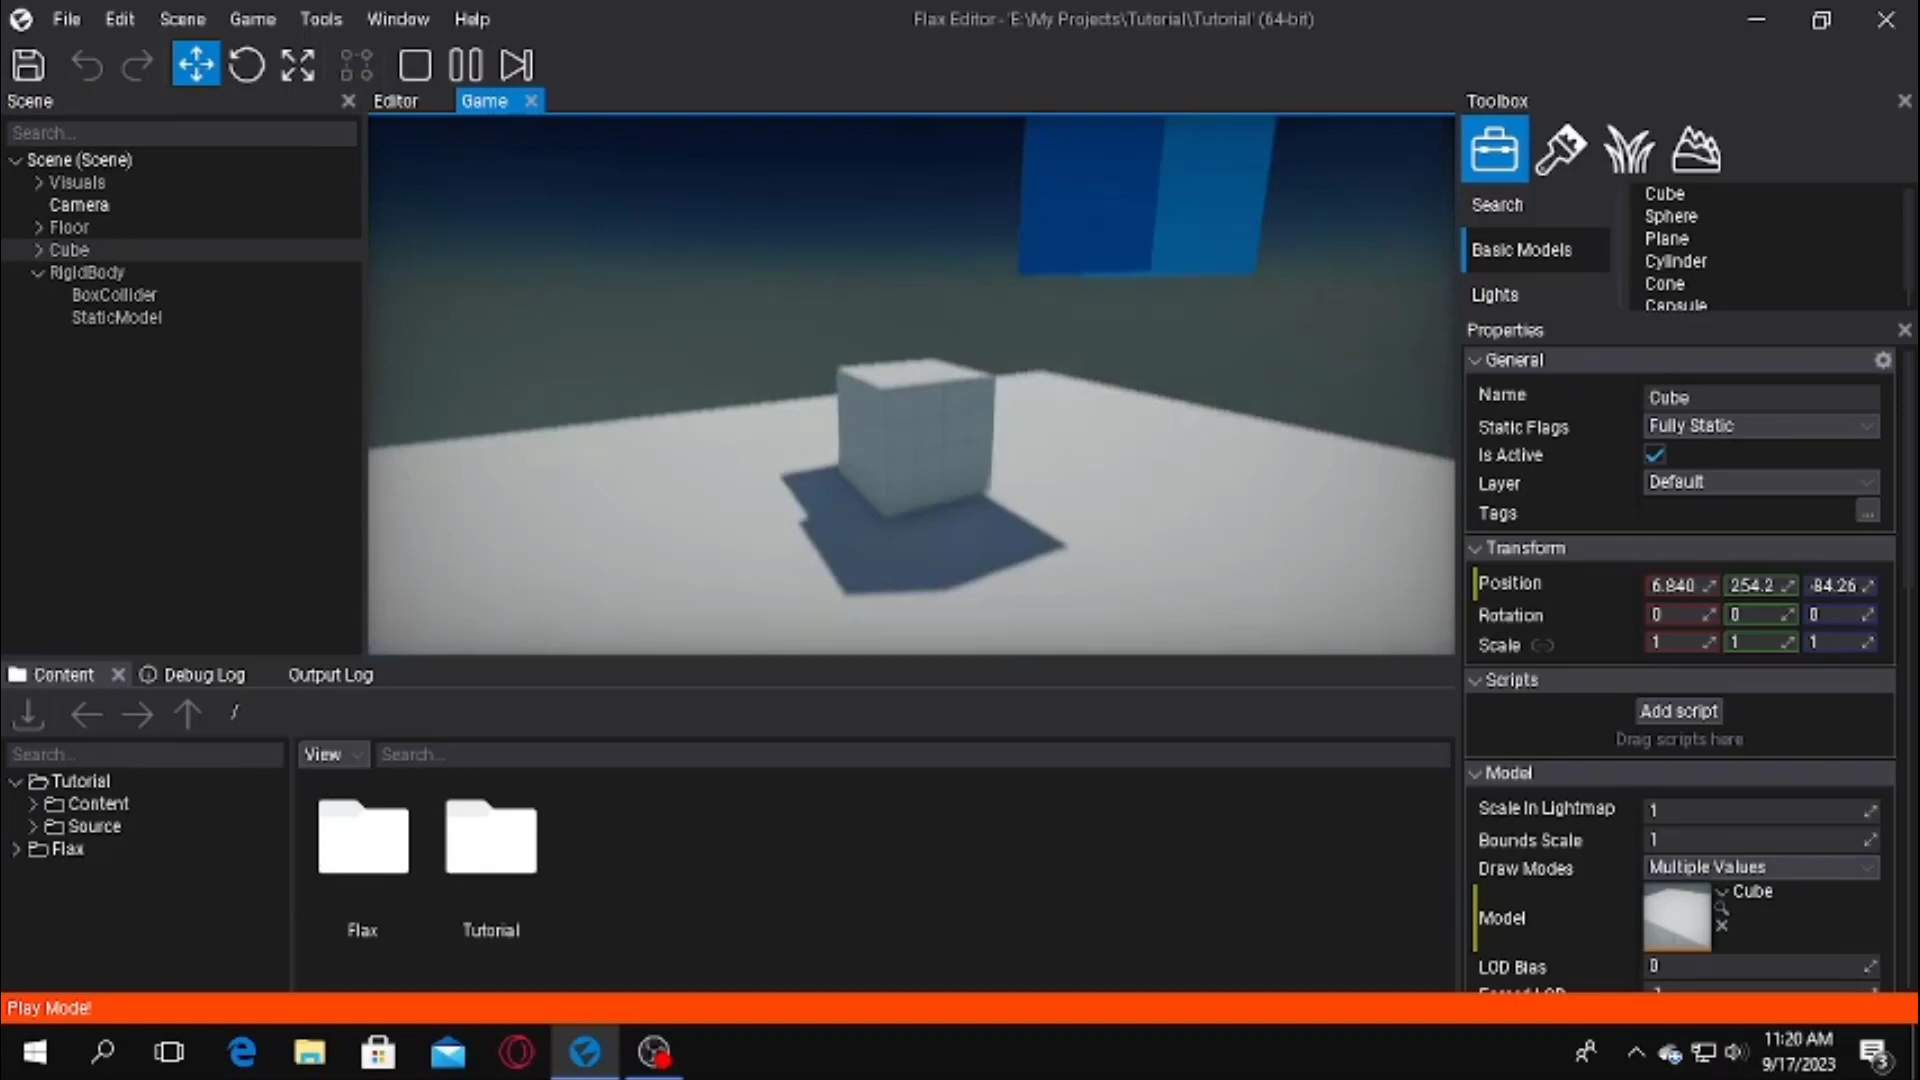 File Edit Scene Game Tools Window Help
Flax Editor - 'E:\My Projects\Tutorial\Tutorial' (64-bit)
Scene
Editor
Game
Toolbox
Search...
Scene (Scene)
Visuals
Camera
Floor
Cube
RigidBody
BoxCollider
StaticModel
Search
Basic Models
Lights
Cube
Sphere
Plane
Cylinder
Cone
Capsule
Properties
General
Name Cube
Static Flags Fully Static
Is Active
Layer Default
Tags ...
Transform
Position 6.840 254.2 -84.26
Rotation 0 0 0
Scale 1 1 1
Scripts
Add script
Drag scripts here
Model
Scale In Lightmap 1
Bounds Scale 1
Draw Modes Multiple Values
Model Cube
LOD Bias 0
Content Debug Log Output Log
/
Search...
View Search...
Tutorial
Content
Source
Flax
Flax Tutorial
Play Mode!
11:20 AM
9/17/2023
3